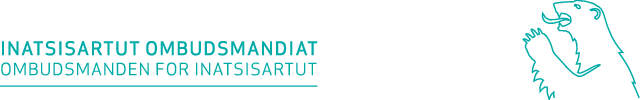 INATSISARTUT OMBUDSMANDIAT
OMBUDSMANDEN FOR INATSISARTUT